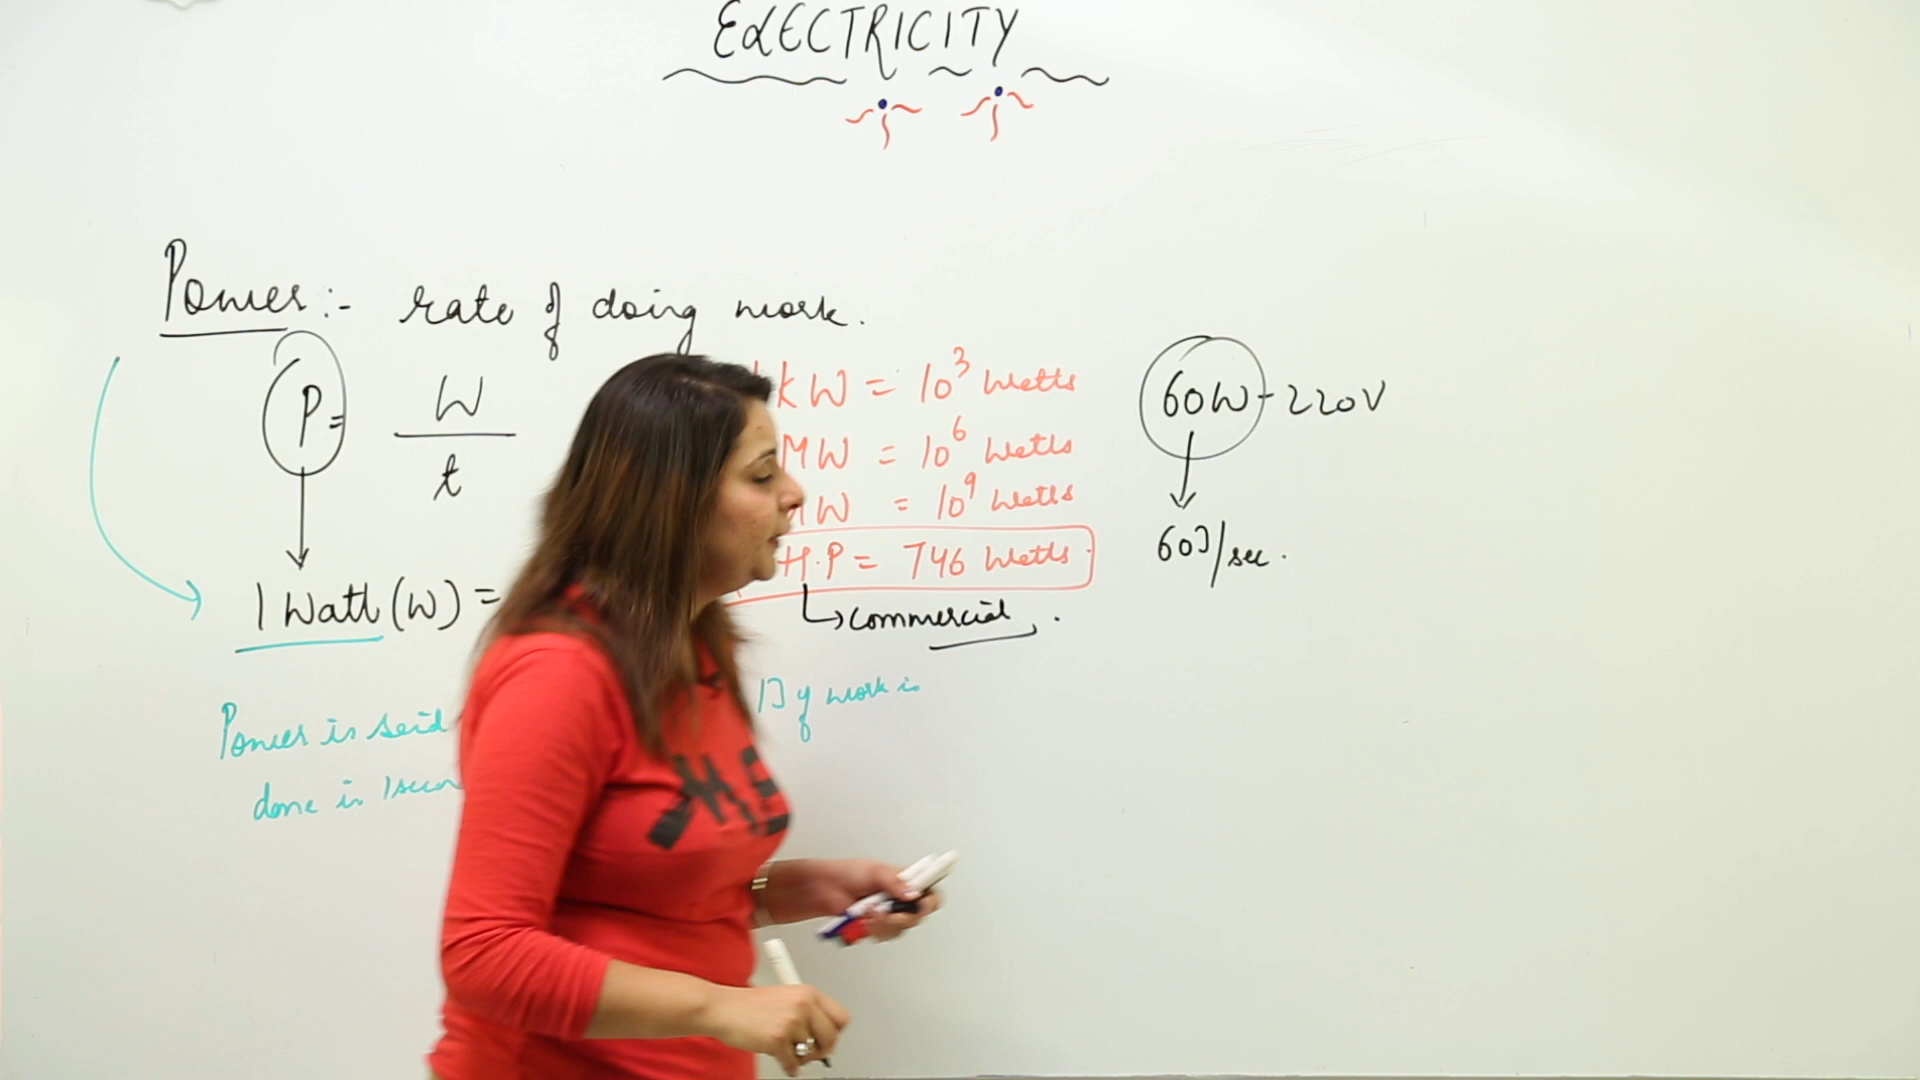 ELECTRICITY
Power:- rate of doing work.
P = W / t
KW = 10³ Watts
MW = 10⁶ Watts
W = 10⁹ Watts
H.P = 746 Watts
commercial.
60W - 220V
60J/sec.
1 Watt (W) =
Power is said 1J of work is
done in 1secon